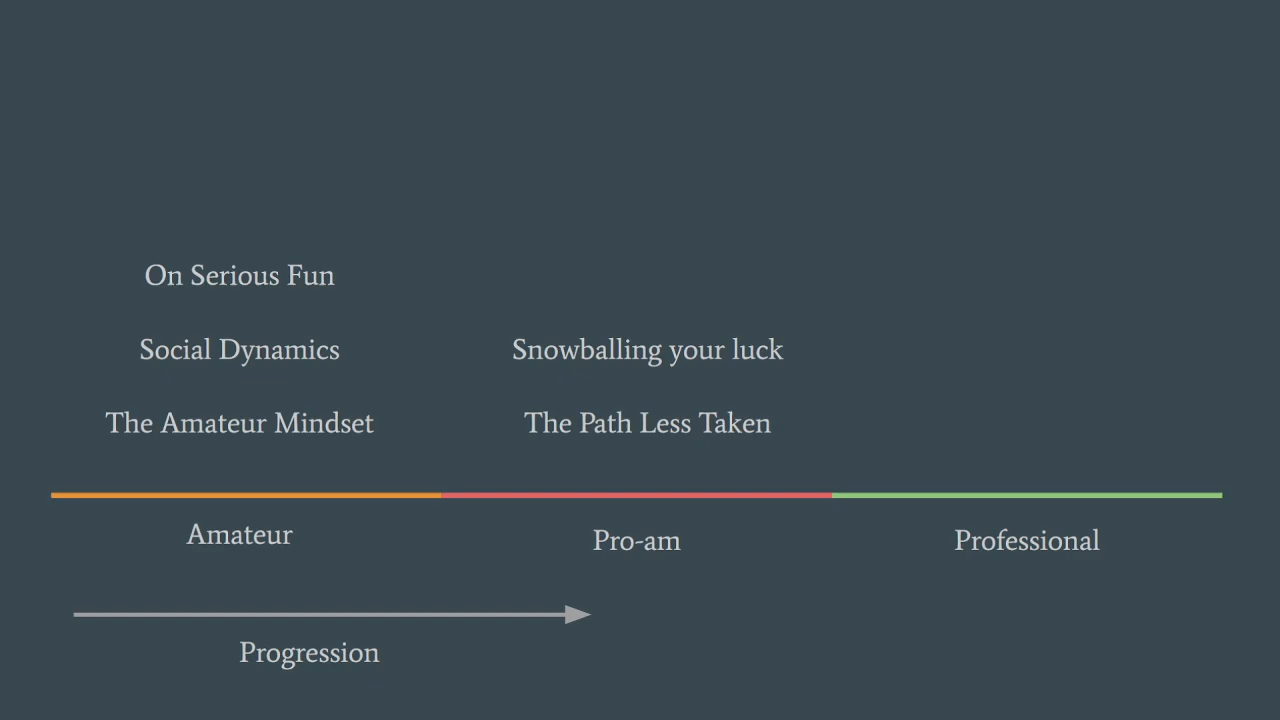 On Serious Fun
Social Dynamics
Snowballing your luck
The Amateur Mindset
The Path Less Taken
Amateur
Pro-am
Professional
Progression